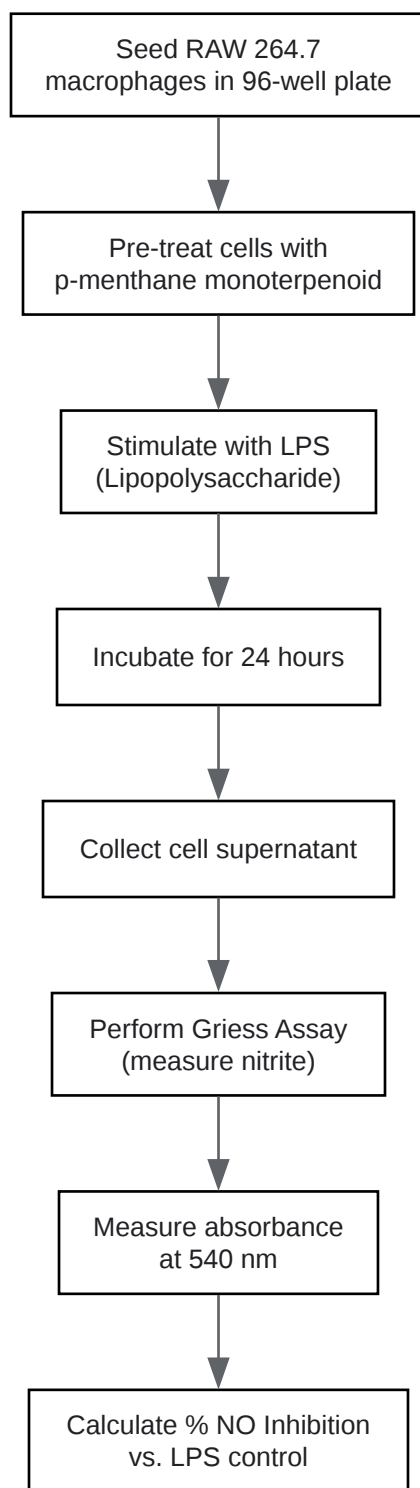 Seed RAW 264.7
macrophages in 96-well plate
Pre-treat cells with
p-menthane monoterpenoid
Stimulate with LPS
(Lipopolysaccharide)
Incubate for 24 hours
Collect cell supernatant
Perform Griess Assay
(measure nitrite)
Measure absorbance
at 540 nm
Calculate % NO Inhibition
vs. LPS control